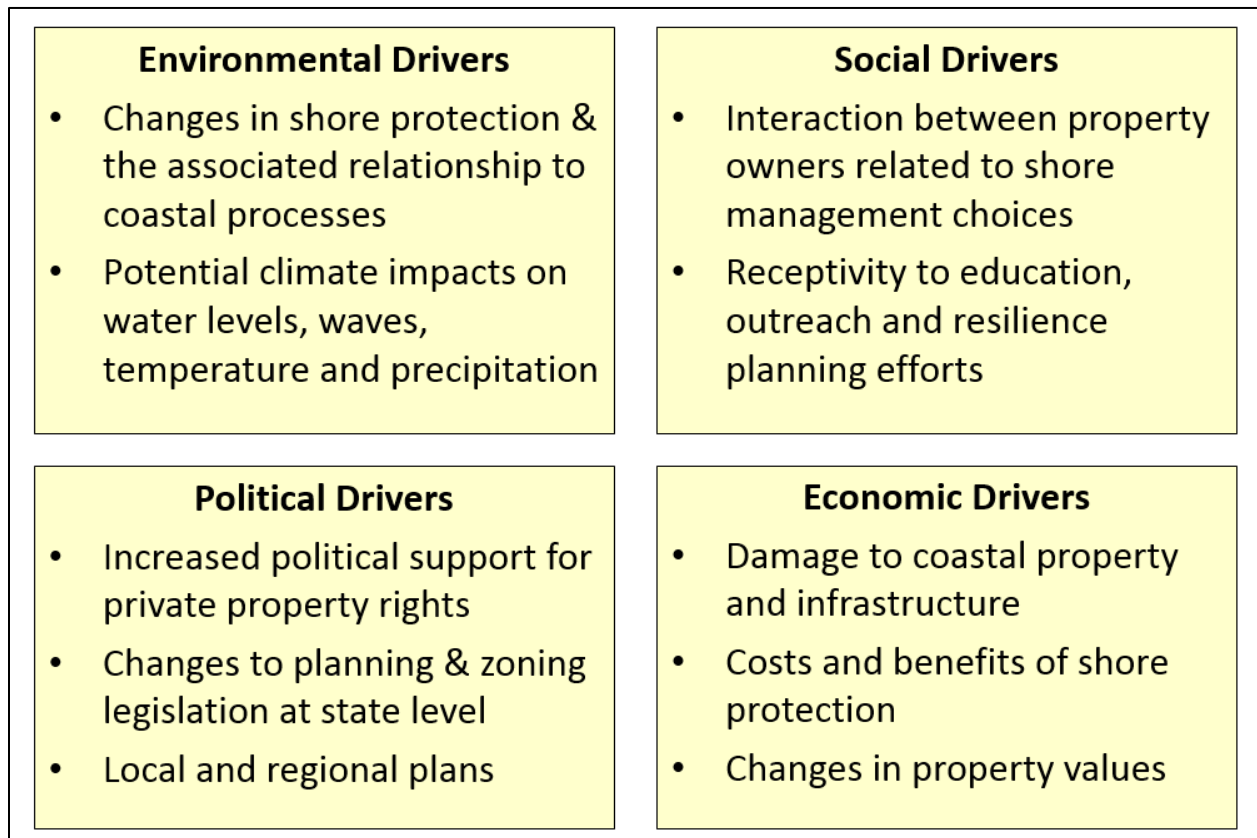 Environmental Drivers
• Changes in shore protection &
the associated relationship to
coastal processes
• Potential climate impacts on
water levels, waves,
temperature and precipitation
Social Drivers
• Interaction between property
owners related to shore
management choices
• Receptivity to education,
outreach and resilience
planning efforts
Political Drivers
• Increased political support for
private property rights
• Changes to planning & zoning
legislation at state level
• Local and regional plans
Economic Drivers
• Damage to coastal property
and infrastructure
• Costs and benefits of shore
protection
• Changes in property values